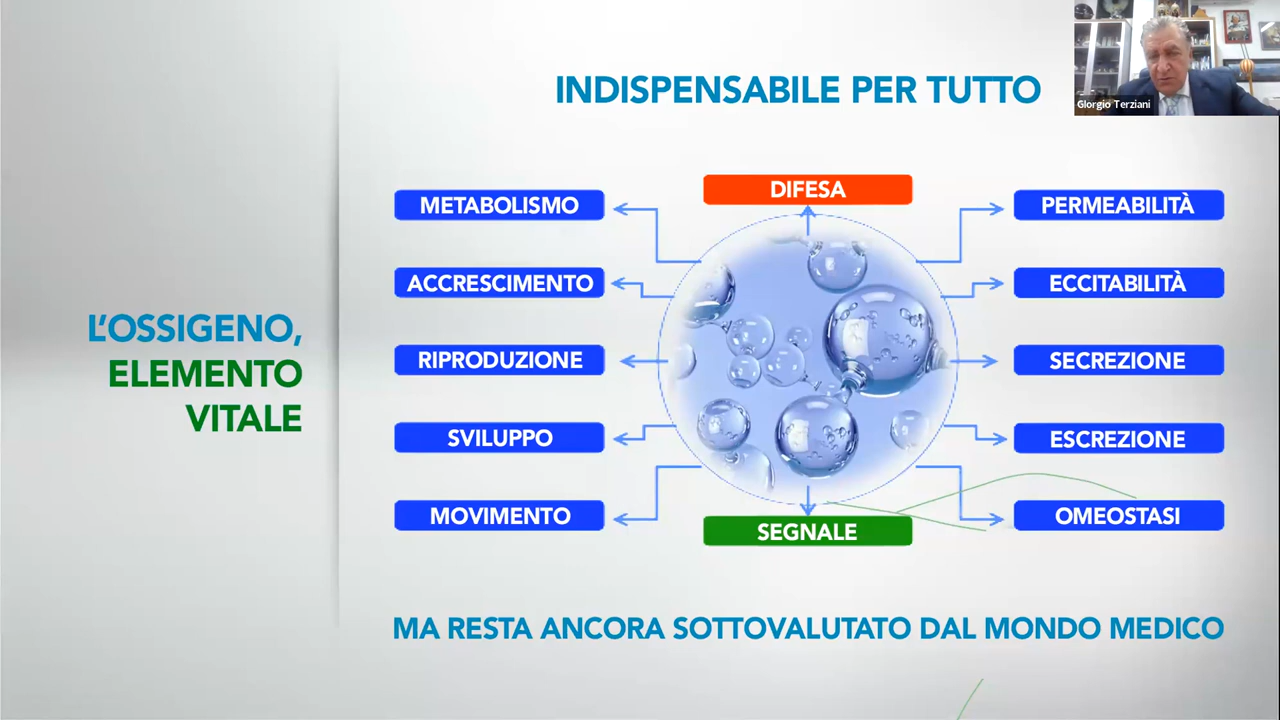 INDISPENSABILE PER TUTTO
GIorgio Terziani
L'OSSIGENO,
ELEMENTO
VITALE
DIFESA
METABOLISMO
ACCRESCIMENTO
RIPRODUZIONE
SVILUPPO
MOVIMENTO
PERMEABILITÀ
ECCITABILITÀ
SECREZIONE
ESCREZIONE
OMEOSTASI
SEGNALE
MA RESTA ANCORA SOTTOVALUTATO DAL MONDO MEDICO